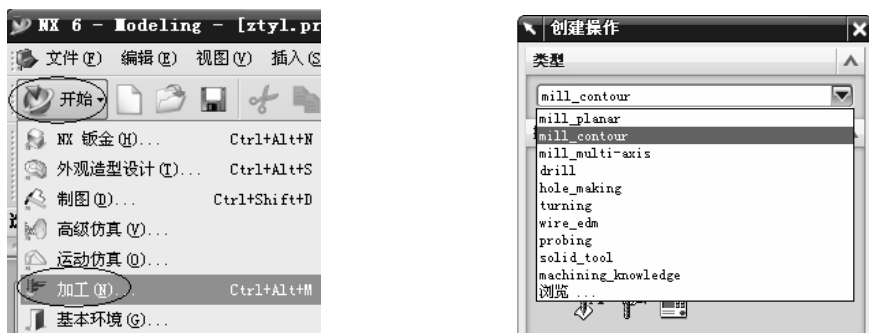 NX 6 - Modeling - [ztyl.pr
文件(F) 编辑(E) 视图(V) 插入(S
开始
NX 钣金(H)... Ctrl+Alt+N
外观造型设计(T)... Ctrl+Alt+S
制图(D)... Ctrl+Shift+D
高级仿真(V)...
运动仿真(O)...
加工(N)... Ctrl+Alt+M
基本环境(G)...
创建操作
类型
mill_contour
mill_planar
mill_contour
mill_multi-axis
drill
hole_making
turning
wire_edm
probing
solid_tool
machining_knowledge
浏览 ...